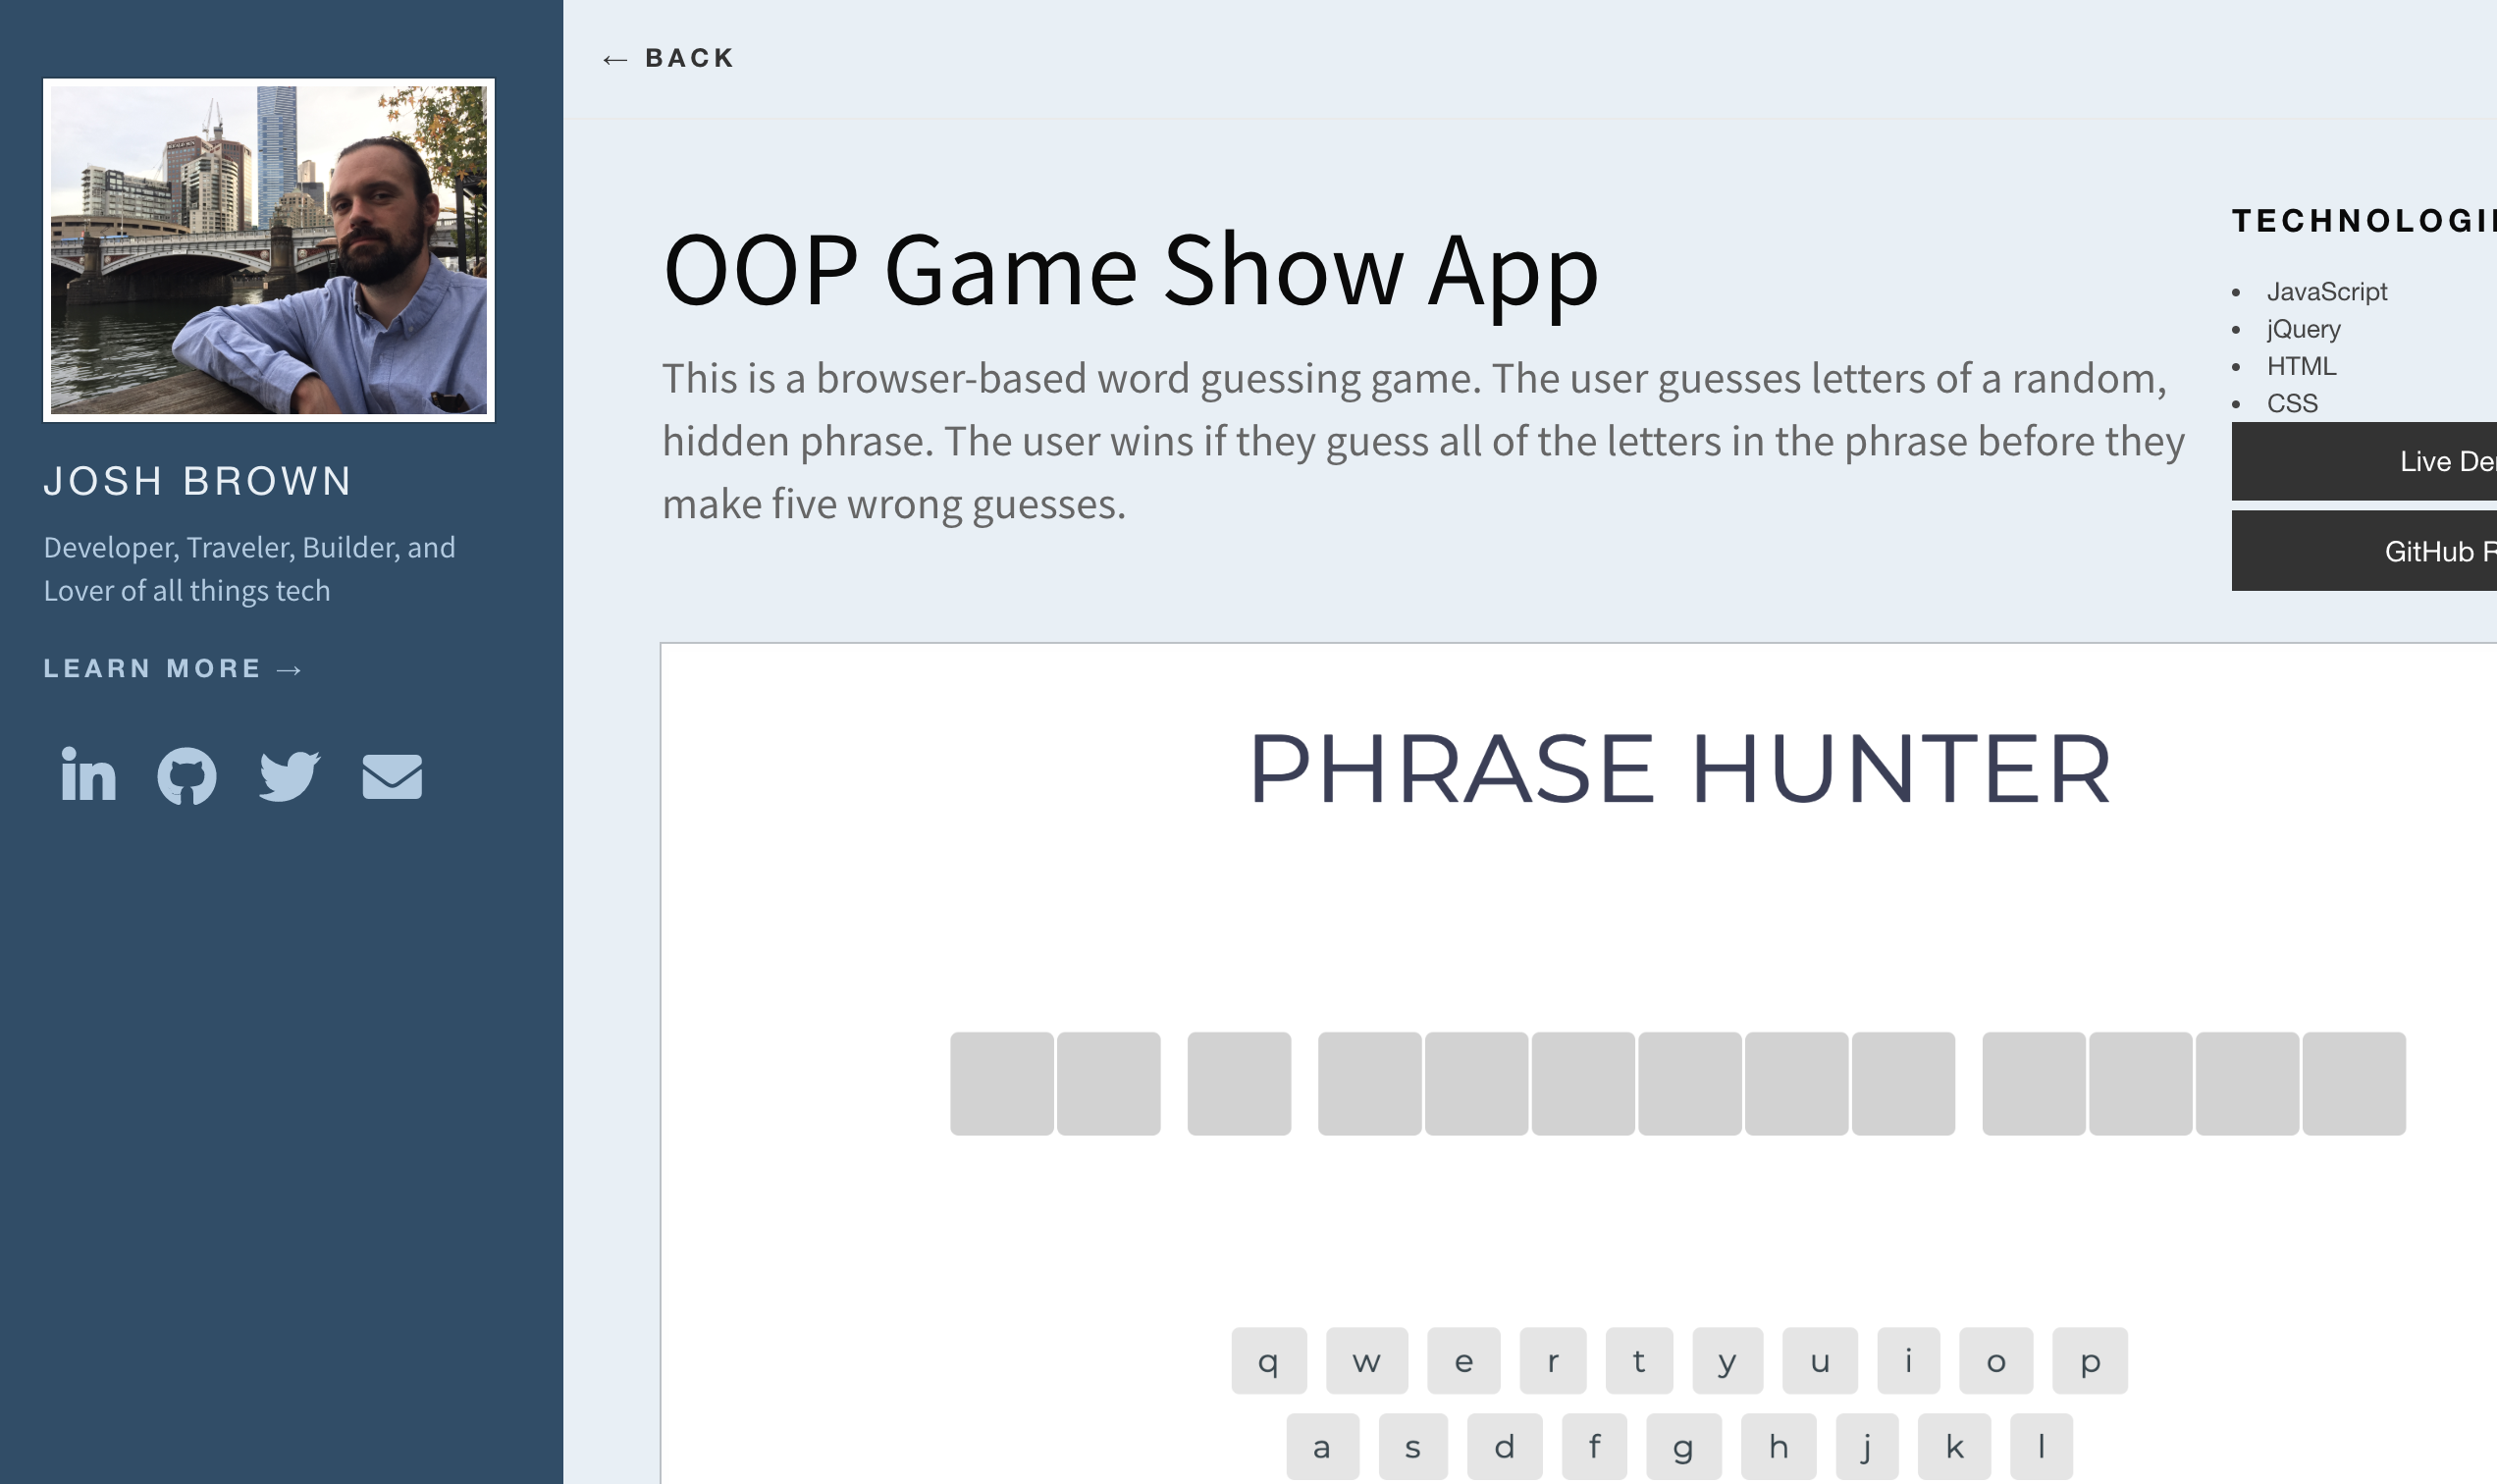 ← BACK
JOSH BROWN
Developer, Traveler, Builder, and
Lover of all things tech
LEARN MORE →
in
OOP Game Show App
This is a browser-based word guessing game. The user guesses letters of a random,
hidden phrase. The user wins if they guess all of the letters in the phrase before they
make five wrong guesses.
TECHNOLOGI
• JavaScript
• jQuery
• HTML
• CSS
Live De
GitHub R
PHRASE HUNTER
q w e r t y u i o p
a s d f g h j k l